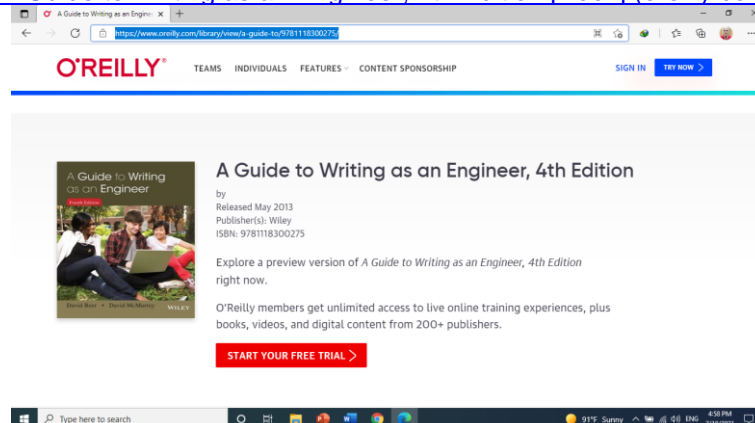 A Guide to Writing as an Engine
https://www.oreilly.com/library/view/a-guide-to/9781118300275/
O'REILLY®
TEAMS INDIVIDUALS FEATURES CONTENT SPONSORSHIP
SIGN IN TRY NOW
A Guide to Writing
as an Engineer
Fourth Edition
David Beer • David McMurrey WILEY
A Guide to Writing as an Engineer, 4th Edition
by
Released May 2013
Publisher(s): Wiley
ISBN: 9781118300275
Explore a preview version of A Guide to Writing as an Engineer, 4th Edition
right now.
O'Reilly members get unlimited access to live online training experiences, plus
books, videos, and digital content from 200+ publishers.
START YOUR FREE TRIAL
Type here to search
91°F Sunny
ENG
4:58 PM